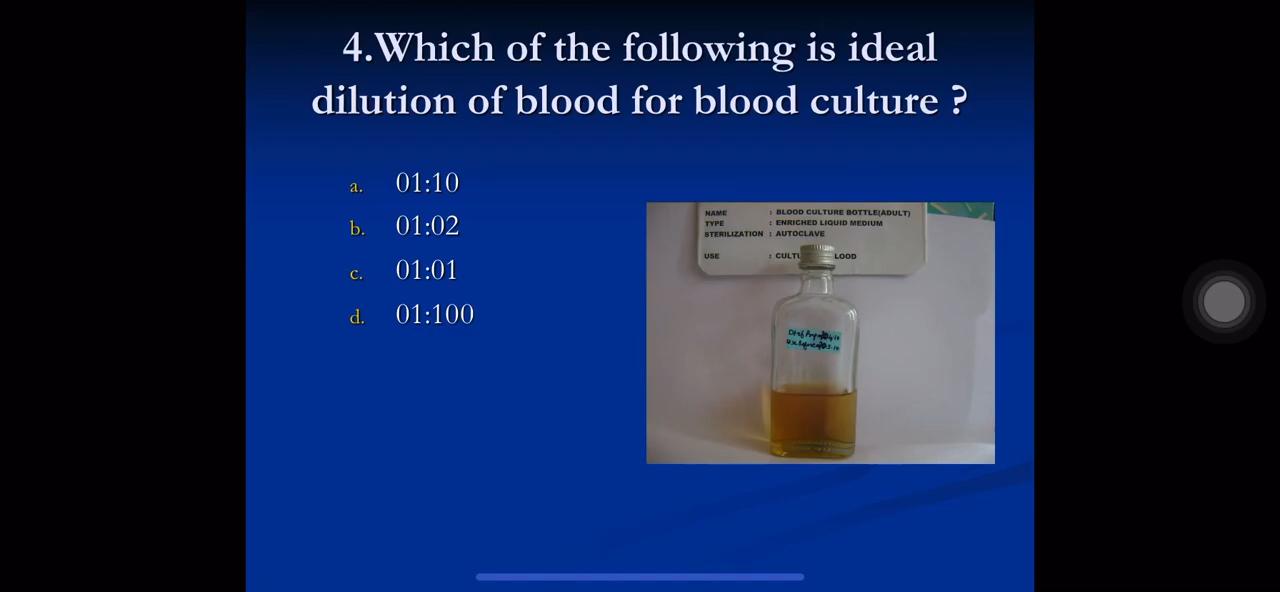 4.Which of the following is ideal
dilution of blood for blood culture ?
a. 01:10
b. 01:02
c. 01:01
d. 01:100
NAME : BLOOD CULTURE BOTTLE(ADULT)
TYPE : ENRICHED LIQUID MEDIUM
STERILIZATION : AUTOCLAVE
USE : CULTU LOOD